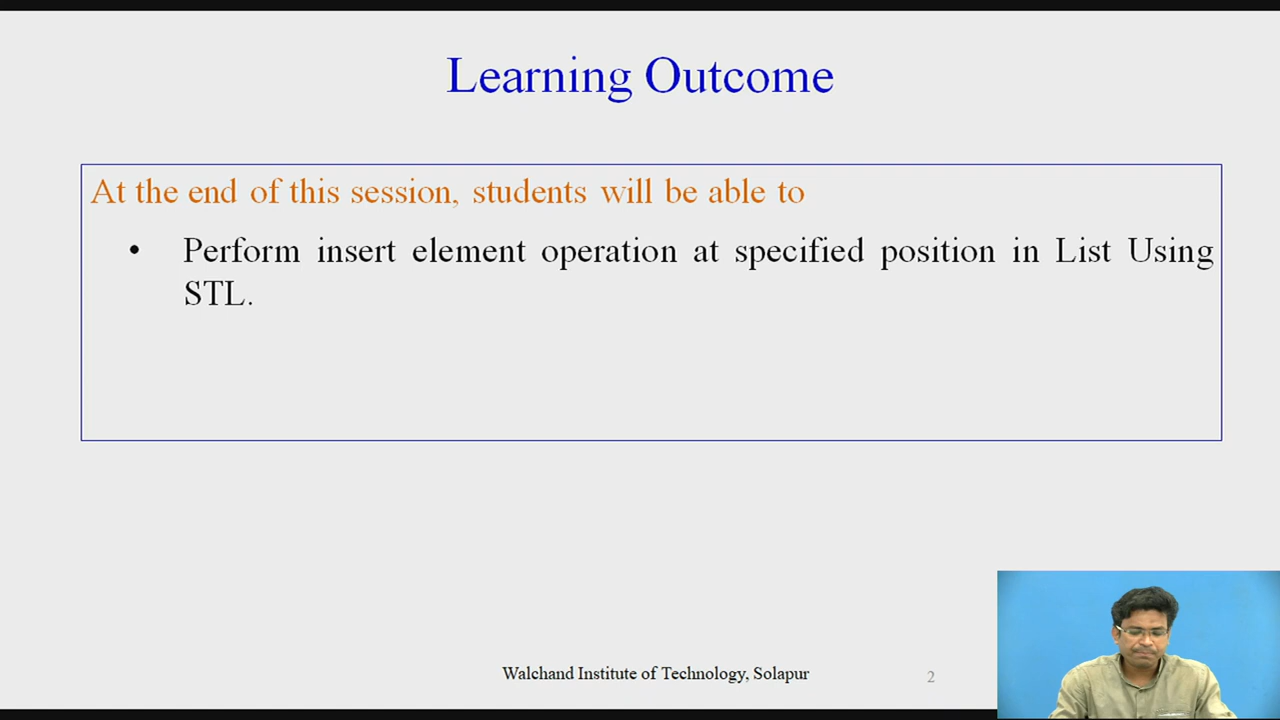 Learning Outcome
At the end of this session, students will be able to
• Perform insert element operation at specified position in List Using
STL.
Walchand Institute of Technology, Solapur
2